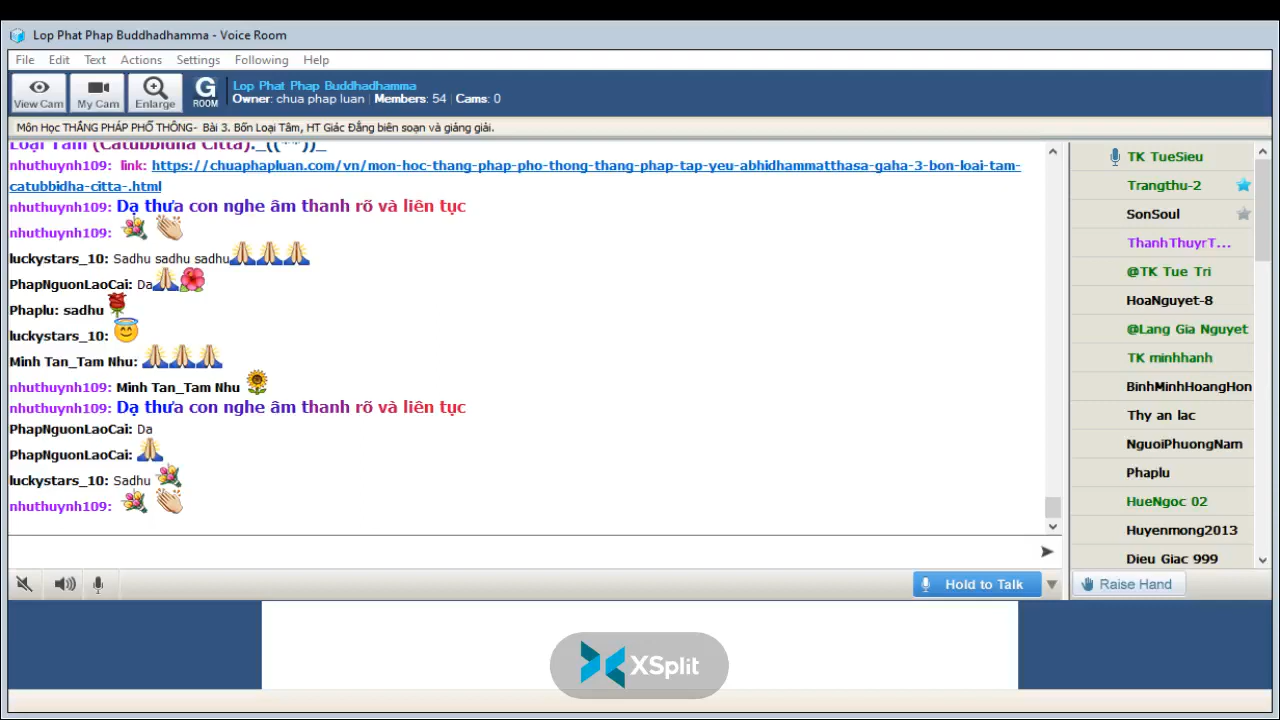 Lop Phat Phap Buddhadhamma - Voice Room
File Edit Text Actions Settings Following Help
View Cam My Cam Enlarge G ROOM
Lop Phat Phap Buddhadhamma
Owner: chua phap luan | Members: 54 | Cams: 0
Môn Học THẮNG PHÁP PHỔ THÔNG- Bài 3. Bốn Loại Tâm, HT Giác Đẳng biên soạn và giảng giải.
Loại Tâm (Catubbidha Citta)._((**))_
nhuthuynh109: link: https://chuaphapluan.com/vn/mon-hoc-thang-phap-pho-thong-thang-phap-tap-yeu-abhidhammatthasa-gaha-3-bon-loai-tam-
catubbidha-citta-.html
nhuthuynh109: Dạ thưa con nghe âm thanh rõ và liên tục
nhuthuynh109:
luckystars_10: Sadhu sadhu sadhu
PhapNguonLaoCai: Da
Phaplu: sadhu
luckystars_10:
Minh Tan_Tam Nhu:
nhuthuynh109: Minh Tan_Tam Nhu
nhuthuynh109: Dạ thưa con nghe âm thanh rõ và liên tục
PhapNguonLaoCai: Da
PhapNguonLaoCai:
luckystars_10: Sadhu
nhuthuynh109:
TK TueSieu
Trangthu-2
SonSoul
ThanhThuyrT...
@TK Tue Tri
HoaNguyet-8
@Lang Gia Nguyet
TK minhhanh
BinhMinhHoangHon
Thy an lac
NguoiPhuongNam
Phaplu
HueNgoc 02
Huyenmong2013
Dieu Giac 999
Hold to Talk
Raise Hand
XSplit